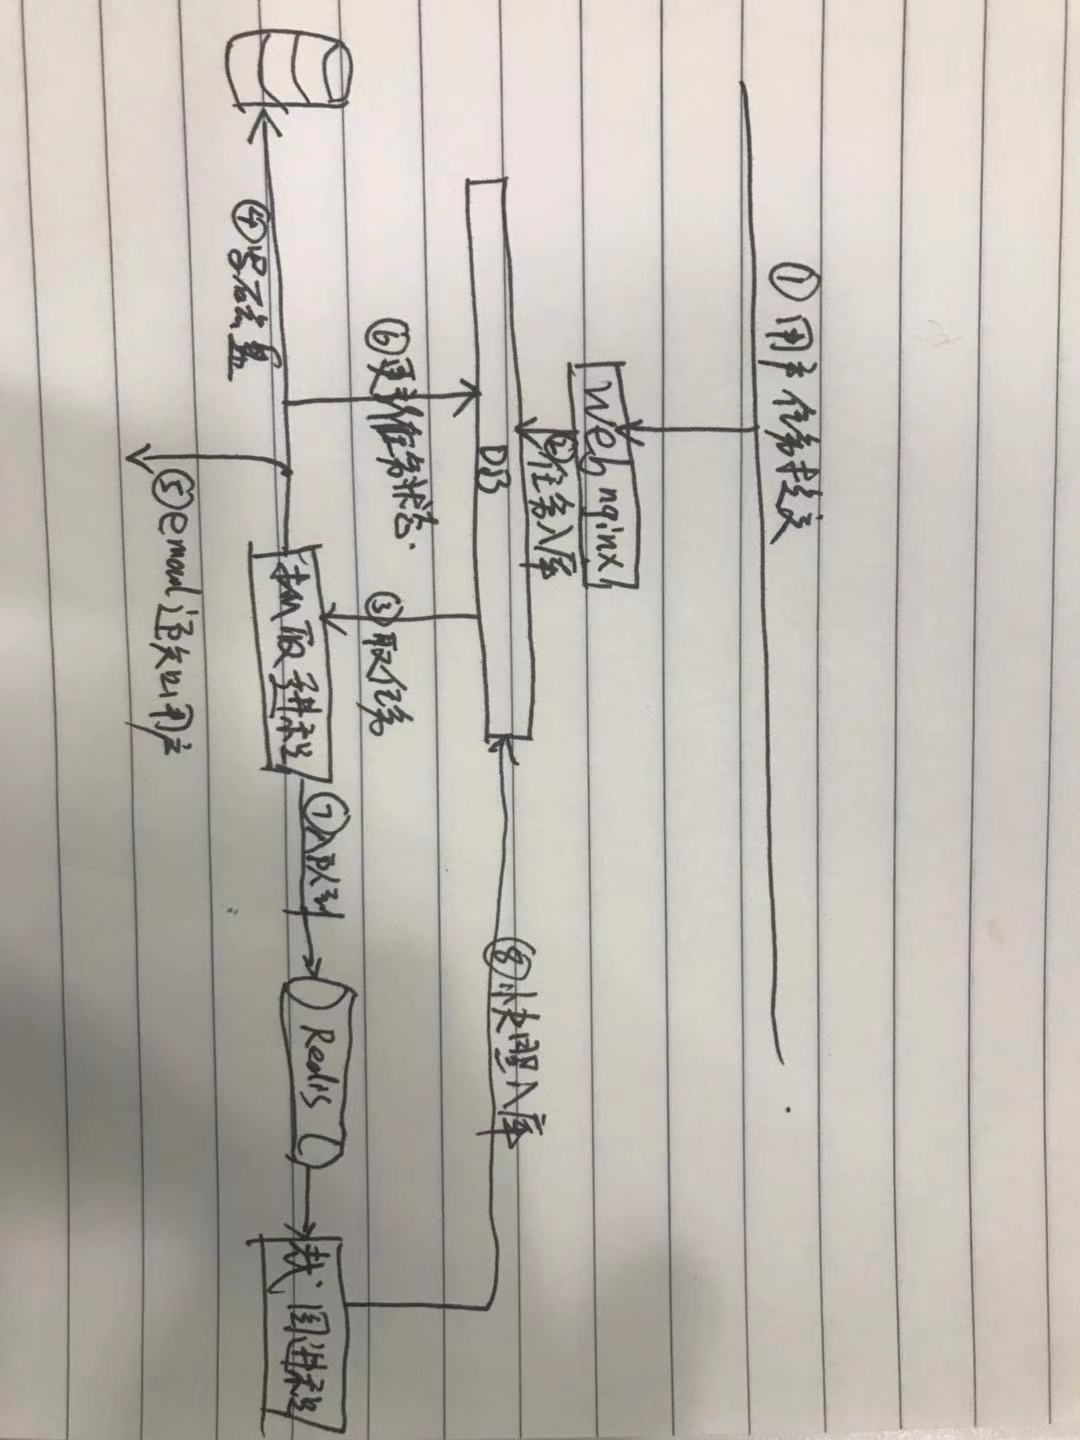 ①用户任务提交
Web nginx
②任务入库
DB
⑧快照入库
⑥更新任务状态
③取任务
抓取进程
⑦入队列
Redis
截图进程
④写磁盘
⑤email通知用户